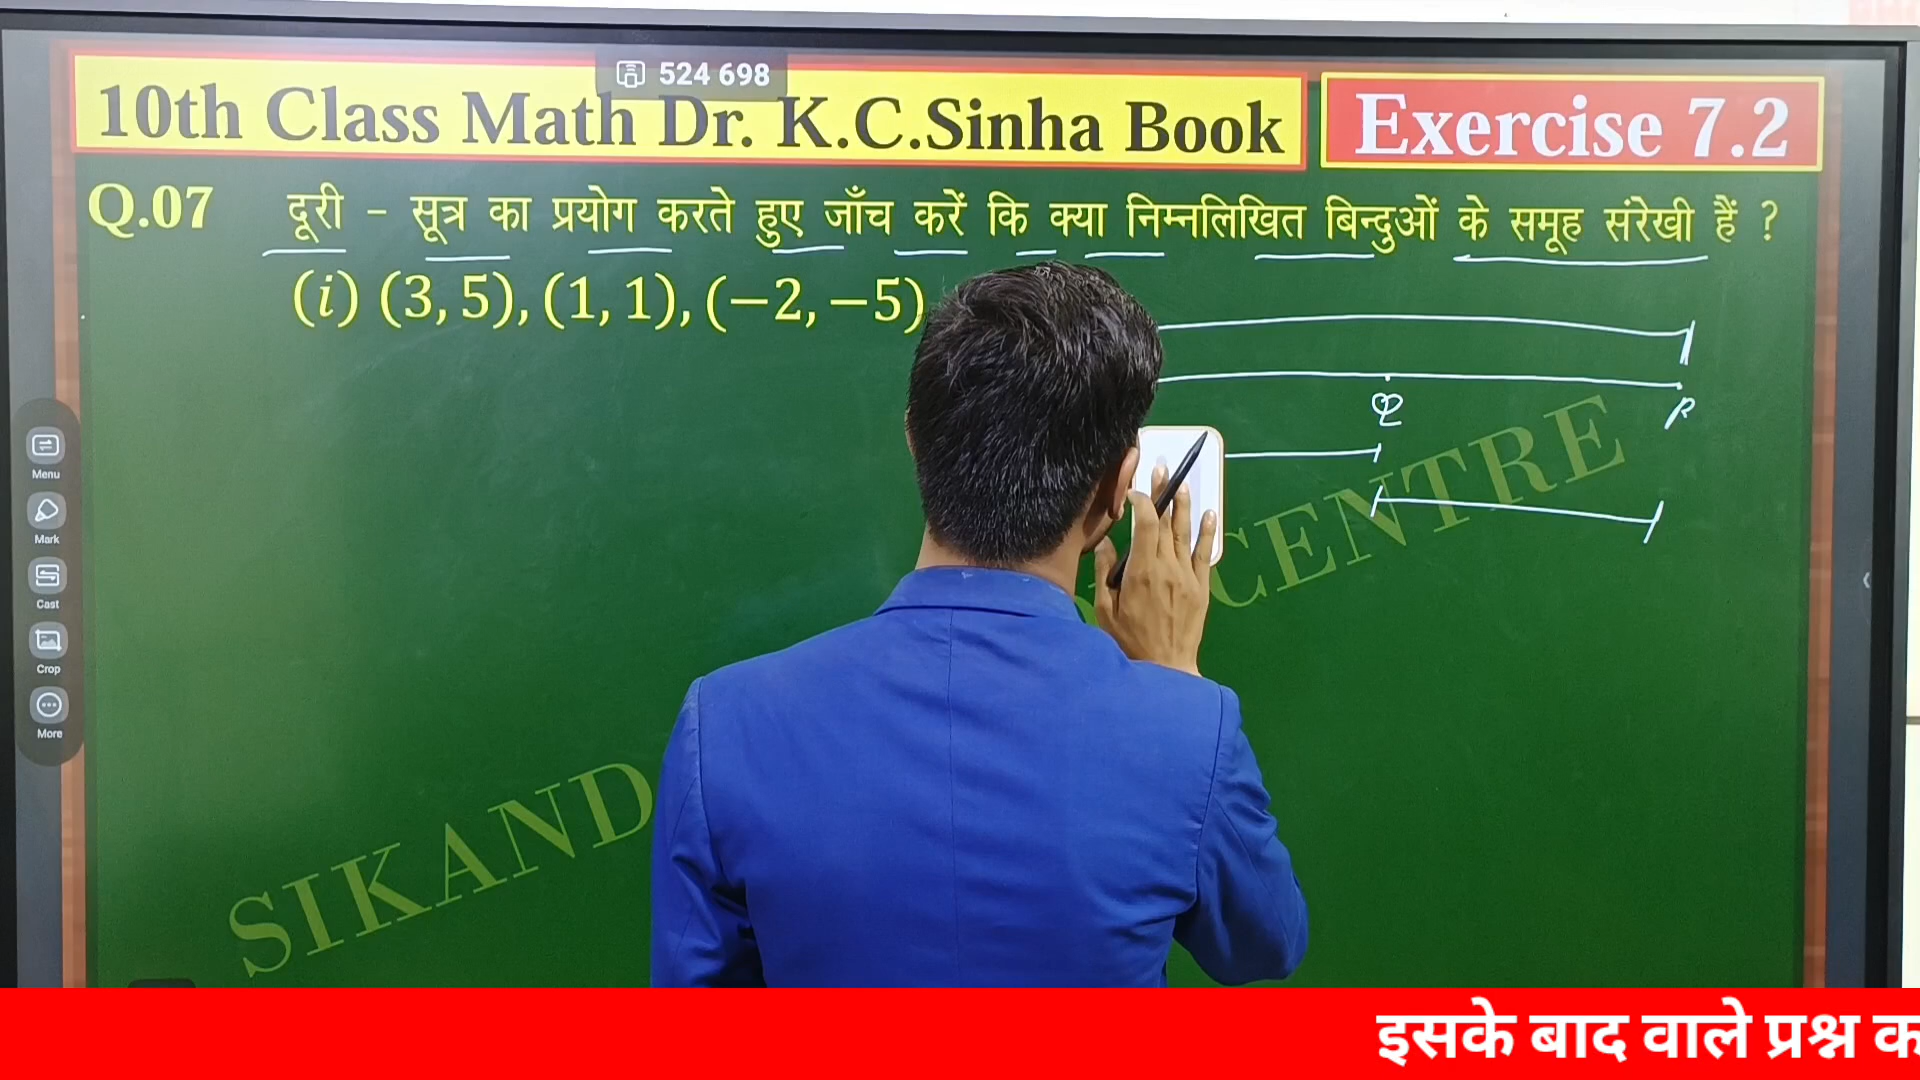 524 698
10th Class Math Dr. K.C.Sinha Book
Exercise 7.2
Q.07 दूरी - सूत्र का प्रयोग करते हुए जाँच करें कि क्या निम्नलिखित बिन्दुओं के समूह संरेखी हैं ?
(i) (3, 5), (1, 1), (−2, −5)
Q R
CENTRE
Menu
Mark
Cast
Crop
More
SIKAND
इसके बाद वाले प्रश्न क